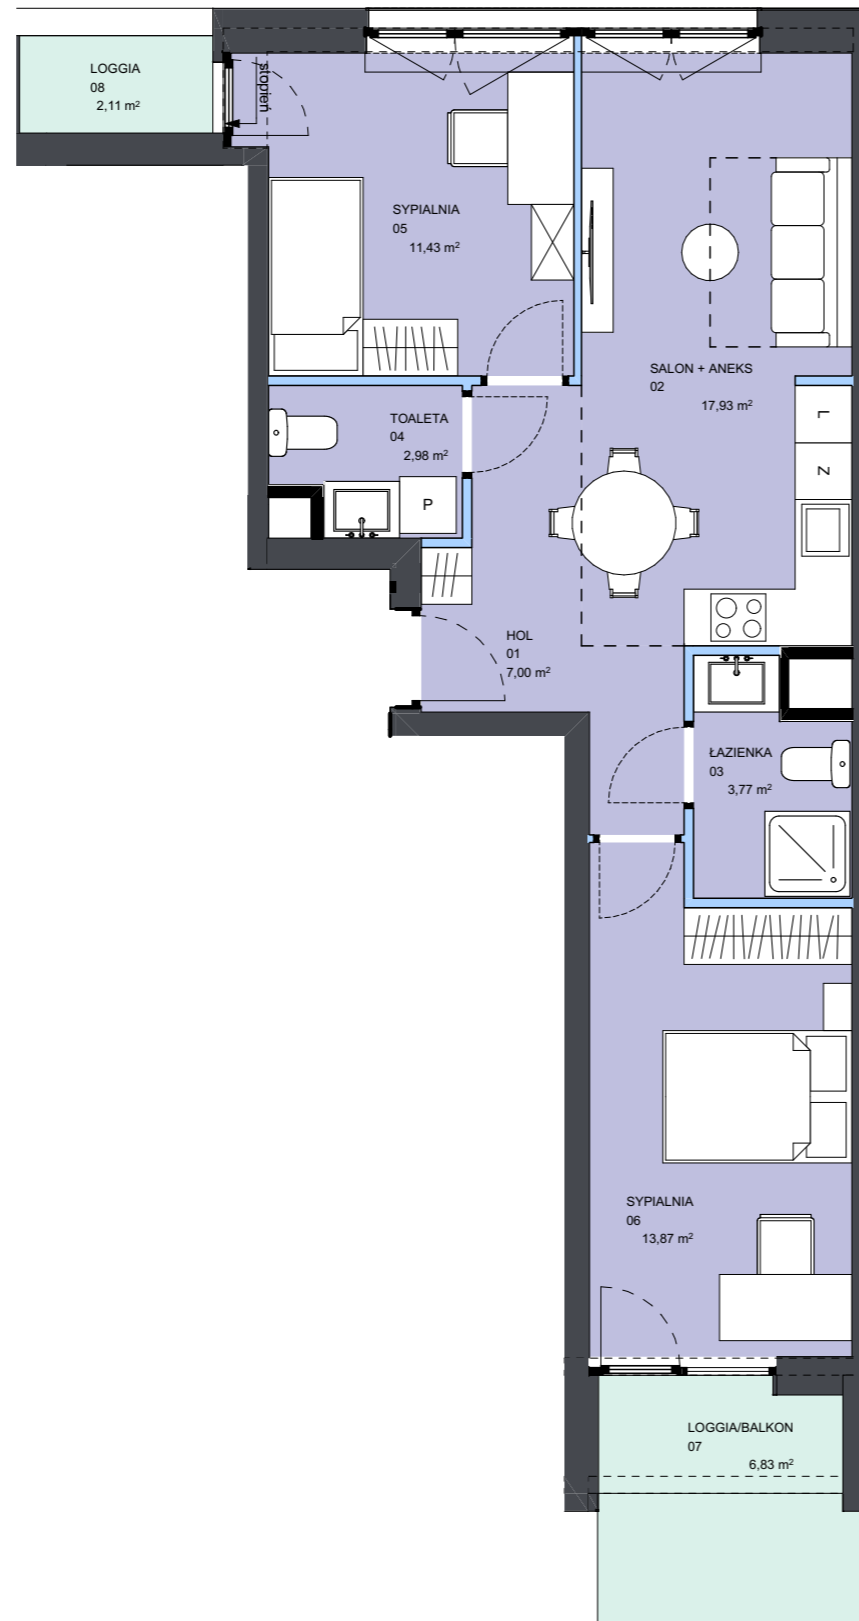 LOGGIA
08
2,11 m²
stopień
SYPIALNIA
05
11,43 m²
SALON + ANEKS
02
17,93 m²
L
Z
TOALETA
04
2,98 m²
P
HOL
01
7,00 m²
ŁAZIENKA
03
3,77 m²
SYPIALNIA
06
13,87 m²
LOGGIA/BALKON
07
6,83 m²